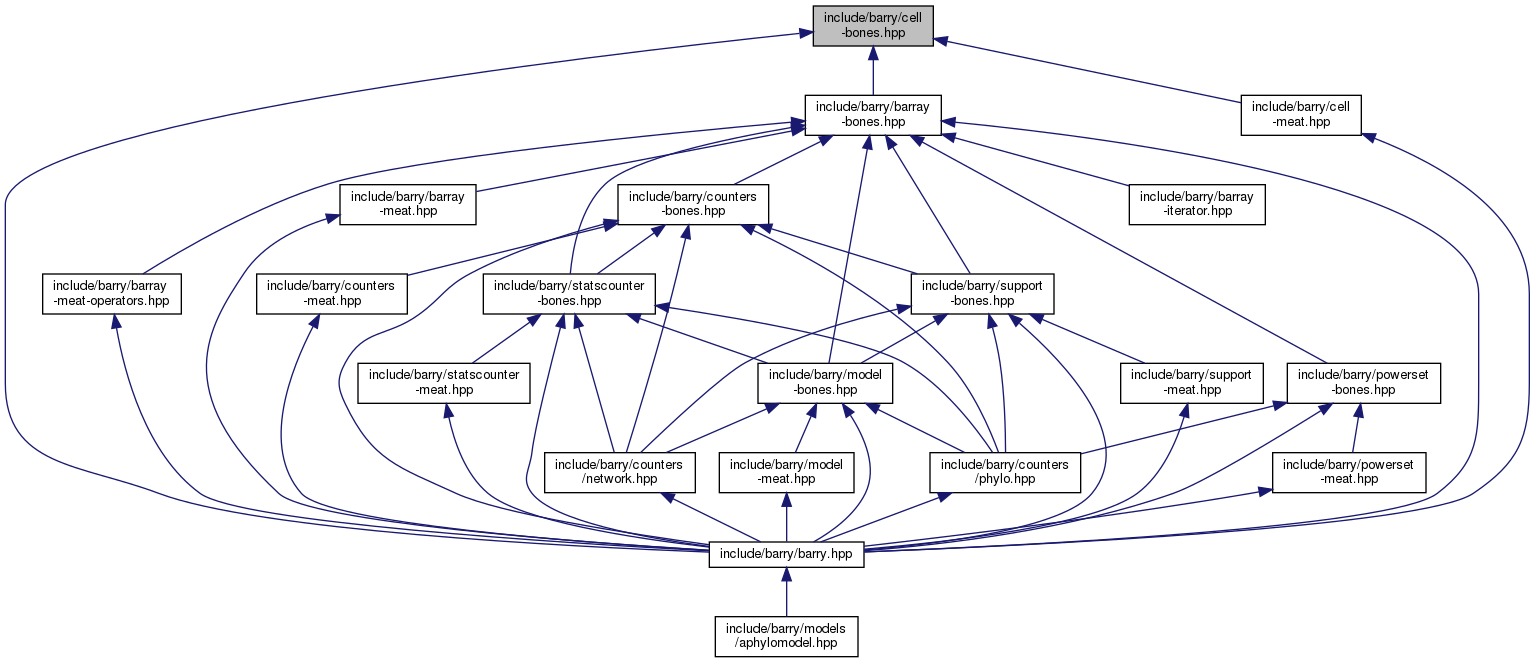 include/barry/cell
-bones.hpp
include/barry/barray
-bones.hpp
include/barry/cell
-meat.hpp
include/barry/barray
-meat.hpp
include/barry/counters
-bones.hpp
include/barry/barray
-iterator.hpp
include/barry/barray
-meat-operators.hpp
include/barry/counters
-meat.hpp
include/barry/statscounter
-bones.hpp
include/barry/support
-bones.hpp
include/barry/statscounter
-meat.hpp
include/barry/model
-bones.hpp
include/barry/support
-meat.hpp
include/barry/powerset
-bones.hpp
include/barry/counters
/network.hpp
include/barry/model
-meat.hpp
include/barry/counters
/phylo.hpp
include/barry/powerset
-meat.hpp
include/barry/barry.hpp
include/barry/models
/aphylomodel.hpp